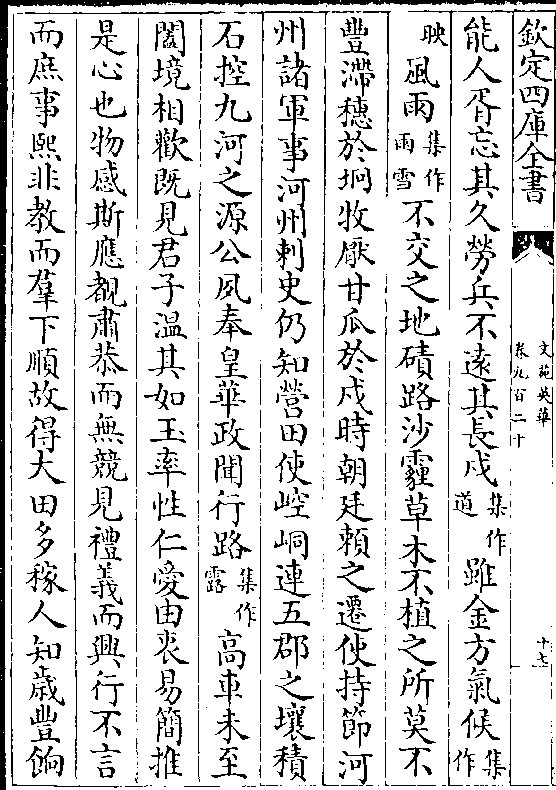 欽定四庫全書
文苑英華
卷九百二十
十七
能人胥忘其久勞兵不遠其長戍集作道雖金方氣候集作
映風雨集作雨雪不交之地磧路沙霾草木不植之所莫不
豐滯穗於坰牧厭甘瓜於戍時朝廷頼之遷使持節河
州諸軍事河州刺史仍知營田使崆峒連五郡之壤積
石控九河之源公夙奉皇華政聞行路集作露高車未至
闔境相歡既見君子溫其如玉率性仁愛由衷易簡推
是心也物感斯應覩肅恭而無競見禮義而興行不言
而庶事熙非教而羣下順故得大田多稼人知歳豐餉